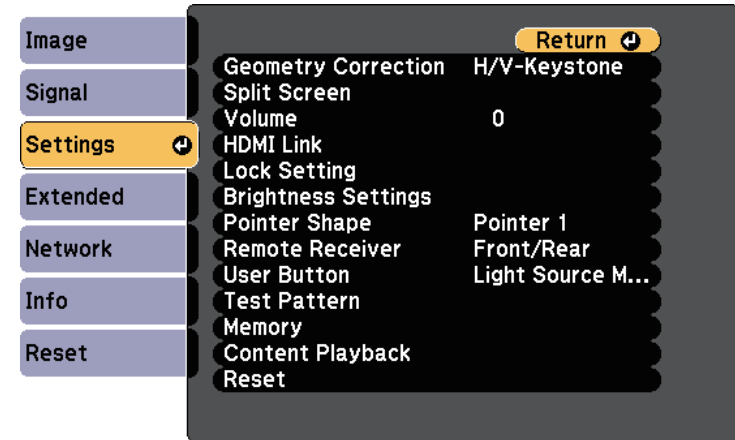 Image
Signal
Settings
Extended
Network
Info
Reset
Return
Geometry Correction H/V-Keystone
Split Screen
Volume 0
HDMI Link
Lock Setting
Brightness Settings
Pointer Shape Pointer 1
Remote Receiver Front/Rear
User Button Light Source M...
Test Pattern
Memory
Content Playback
Reset